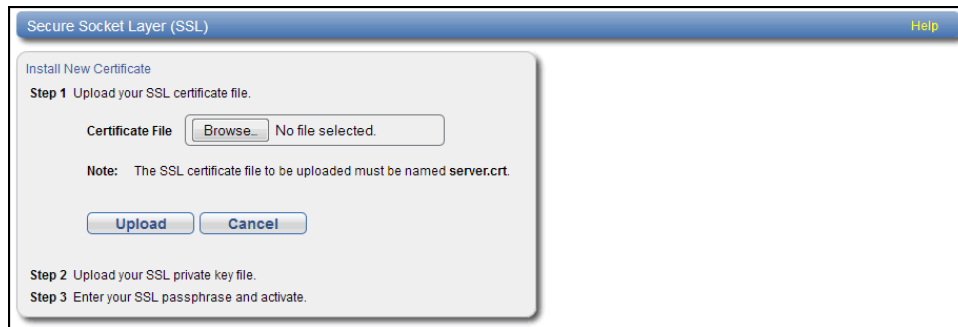 Secure Socket Layer (SSL) Help
Install New Certificate
Step 1 Upload your SSL certificate file.
Certificate File Browse.. No file selected.
Note: The SSL certificate file to be uploaded must be named server.crt.
Upload Cancel
Step 2 Upload your SSL private key file.
Step 3 Enter your SSL passphrase and activate.